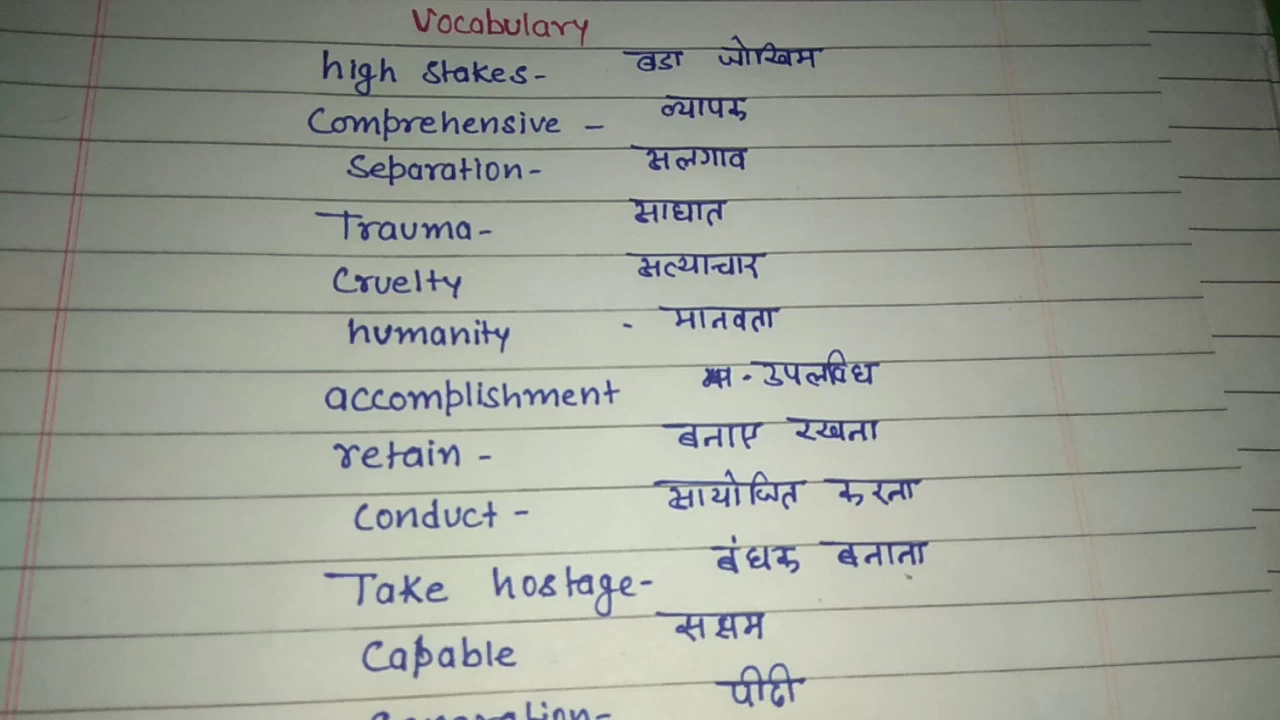 Vocabulary
high stakes- बडा जोखिम
Comprehensive - व्यापक
Separation- अलगाव
Trauma- आघात
Cruelty अत्याचार
humanity - मानवता
accomplishment - उपलब्धि
retain - बनाए रखना
Conduct - आयोजित करना
Take hostage- बंधक बनाना
Capable सक्षम
पीढी